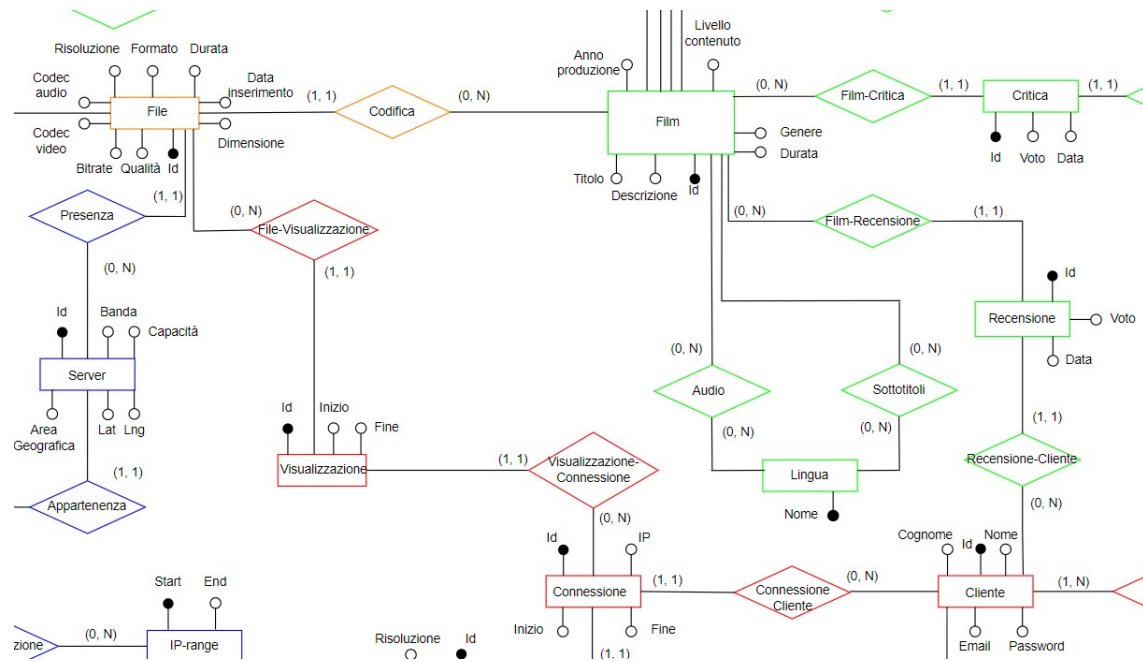 Risoluzione
Formato
Durata
Codec
audio
Data
inserimento
File
(1, 1)
Codifica
(0, N)
Codec
video
Bitrate
Qualità
Id
Dimensione
Anno
produzione
Livello
contenuto
Film
Genere
Durata
Titolo
Descrizione
Id
(0, N)
Film-Critica
(1, 1)
Critica
(1, 1)
Id
Voto
Data
Presenza
(1, 1)
(0, N)
File-Visualizzazione
(1, 1)
(0, N)
Film-Recensione
(1, 1)
(0, N)
Id
Recensione
Voto
Data
Id
Banda
Capacità
Server
Area
Geografica
Lat
Lng
(1, 1)
Appartenenza
(0, N)
Audio
(0, N)
(0, N)
Sottotitoli
(0, N)
Lingua
Nome
(1, 1)
Recensione-Cliente
(0, N)
Id
Inizio
Fine
Visualizzazione
(1, 1)
Visualizzazione-
Connessione
(0, N)
Id
IP
Connessione
Inizio
Fine
(1, 1)
Connessione
Cliente
(0, N)
Cognome
Id
Nome
Cliente
(1, N)
Email
Password
Start
End
zione
(0, N)
IP-range
Risoluzione
Id
(1, 1)